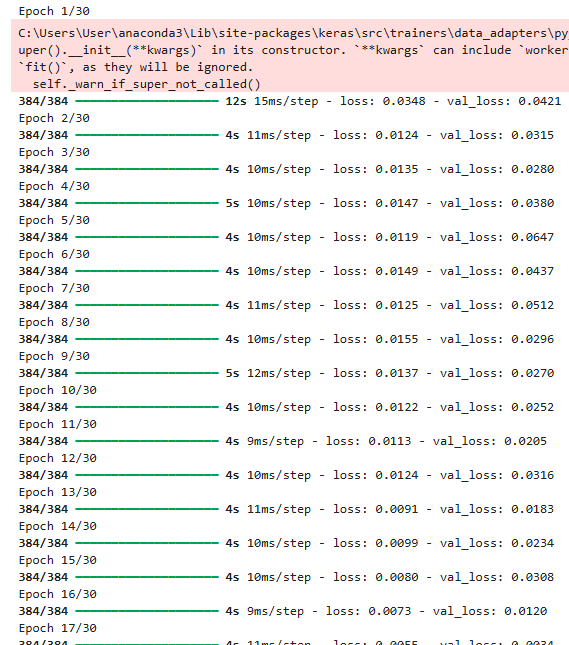 Epoch 1/30
C:\Users\User\anaconda3\Lib\site-packages\keras\src\trainers\data_adapters\py_
uper().__init__(**kwargs)` in its constructor. `**kwargs` can include `worker
`fit()`, as they will be ignored.
  self._warn_if_super_not_called()
384/384 ━━━━━━━━━━━━━━━━━━━━ 12s 15ms/step - loss: 0.0348 - val_loss: 0.0421
Epoch 2/30
384/384 ━━━━━━━━━━━━━━━━━━━━ 4s 11ms/step - loss: 0.0124 - val_loss: 0.0315
Epoch 3/30
384/384 ━━━━━━━━━━━━━━━━━━━━ 4s 10ms/step - loss: 0.0135 - val_loss: 0.0280
Epoch 4/30
384/384 ━━━━━━━━━━━━━━━━━━━━ 5s 10ms/step - loss: 0.0147 - val_loss: 0.0380
Epoch 5/30
384/384 ━━━━━━━━━━━━━━━━━━━━ 4s 10ms/step - loss: 0.0119 - val_loss: 0.0647
Epoch 6/30
384/384 ━━━━━━━━━━━━━━━━━━━━ 4s 10ms/step - loss: 0.0149 - val_loss: 0.0437
Epoch 7/30
384/384 ━━━━━━━━━━━━━━━━━━━━ 4s 11ms/step - loss: 0.0125 - val_loss: 0.0512
Epoch 8/30
384/384 ━━━━━━━━━━━━━━━━━━━━ 4s 10ms/step - loss: 0.0155 - val_loss: 0.0296
Epoch 9/30
384/384 ━━━━━━━━━━━━━━━━━━━━ 5s 12ms/step - loss: 0.0137 - val_loss: 0.0270
Epoch 10/30
384/384 ━━━━━━━━━━━━━━━━━━━━ 4s 10ms/step - loss: 0.0122 - val_loss: 0.0252
Epoch 11/30
384/384 ━━━━━━━━━━━━━━━━━━━━ 4s 9ms/step - loss: 0.0113 - val_loss: 0.0205
Epoch 12/30
384/384 ━━━━━━━━━━━━━━━━━━━━ 4s 10ms/step - loss: 0.0124 - val_loss: 0.0316
Epoch 13/30
384/384 ━━━━━━━━━━━━━━━━━━━━ 4s 11ms/step - loss: 0.0091 - val_loss: 0.0183
Epoch 14/30
384/384 ━━━━━━━━━━━━━━━━━━━━ 4s 10ms/step - loss: 0.0099 - val_loss: 0.0234
Epoch 15/30
384/384 ━━━━━━━━━━━━━━━━━━━━ 4s 10ms/step - loss: 0.0080 - val_loss: 0.0308
Epoch 16/30
384/384 ━━━━━━━━━━━━━━━━━━━━ 4s 9ms/step - loss: 0.0073 - val_loss: 0.0120
Epoch 17/30
384/384 ━━━━━━━━━━━━━━━━━━━━ 4s 11ms/step - loss: 0.0055 - val_loss: